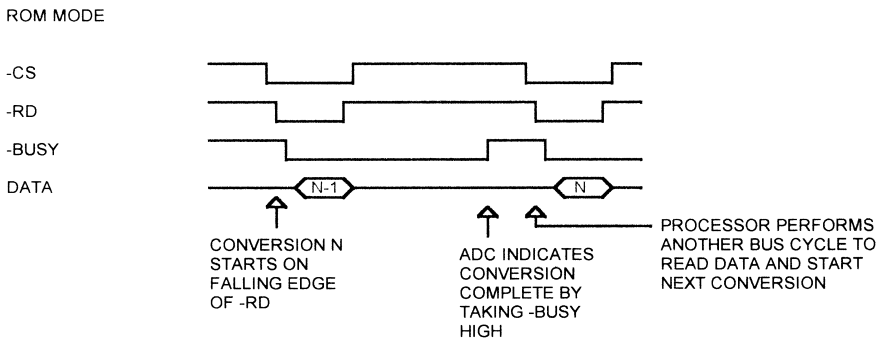 ROM MODE
-CS
-RD
-BUSY
DATA
N-1
N
CONVERSION N
STARTS ON
FALLING EDGE
OF -RD
ADC INDICATES
CONVERSION
COMPLETE BY
TAKING -BUSY
HIGH
PROCESSOR PERFORMS
ANOTHER BUS CYCLE TO
READ DATA AND START
NEXT CONVERSION